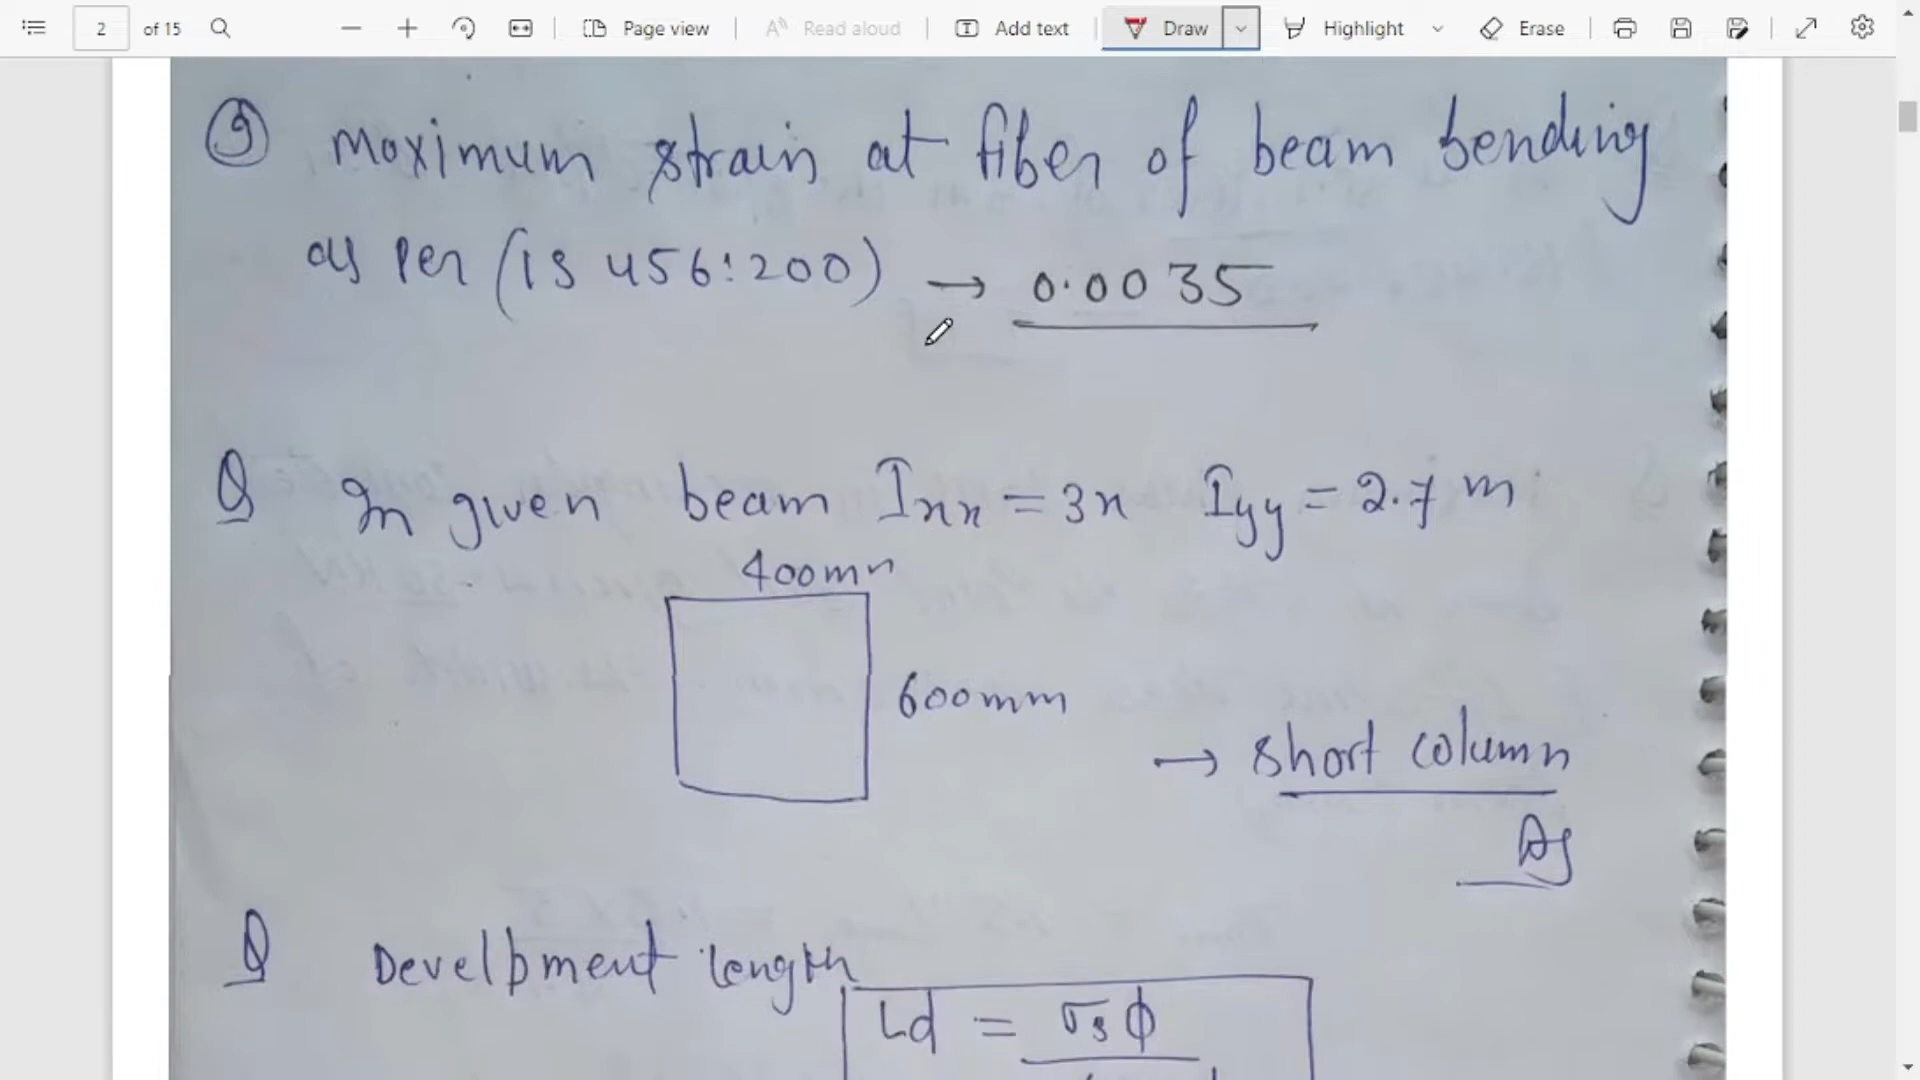 2 of 15 Page view Read aloud Add text Draw Highlight Erase
9 Maximum strain at fiber of beam bending
as per (IS 456:200) → 0.0035
Q In given beam Ixx = 3x Iyy = 2.7 m
400mm
600mm
→ short column
Q Develpment length
Ld = σs ϕ